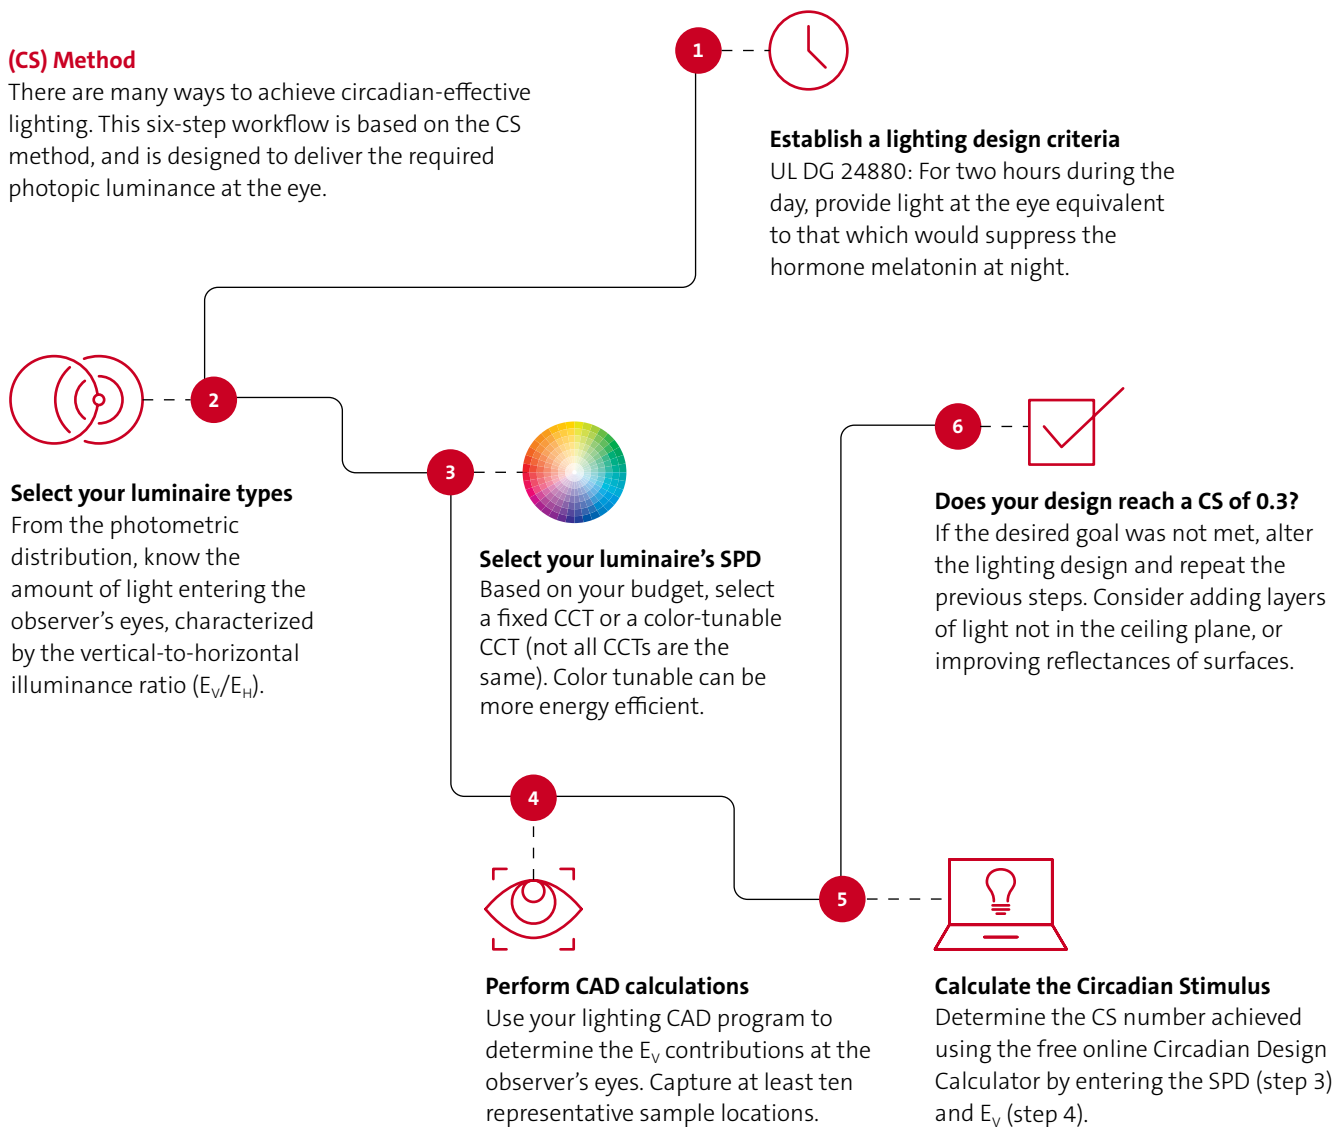 (CS) Method
There are many ways to achieve circadian-effective
lighting. This six-step workflow is based on the CS
method, and is designed to deliver the required
photopic luminance at the eye.
1
Establish a lighting design criteria
UL DG 24880: For two hours during the
day, provide light at the eye equivalent
to that which would suppress the
hormone melatonin at night.
2
Select your luminaire types
From the photometric
distribution, know the
amount of light entering the
observer's eyes, characterized
by the vertical-to-horizontal
illuminance ratio (EV/EH).
3
Select your luminaire's SPD
Based on your budget, select
a fixed CCT or a color-tunable
CCT (not all CCTs are the
same). Color tunable can be
more energy efficient.
4
Perform CAD calculations
Use your lighting CAD program to
determine the EV contributions at the
observer's eyes. Capture at least ten
representative sample locations.
5
Calculate the Circadian Stimulus
Determine the CS number achieved
using the free online Circadian Design
Calculator by entering the SPD (step 3)
and EV (step 4).
6
Does your design reach a CS of 0.3?
If the desired goal was not met, alter
the lighting design and repeat the
previous steps. Consider adding layers
of light not in the ceiling plane, or
improving reflectances of surfaces.